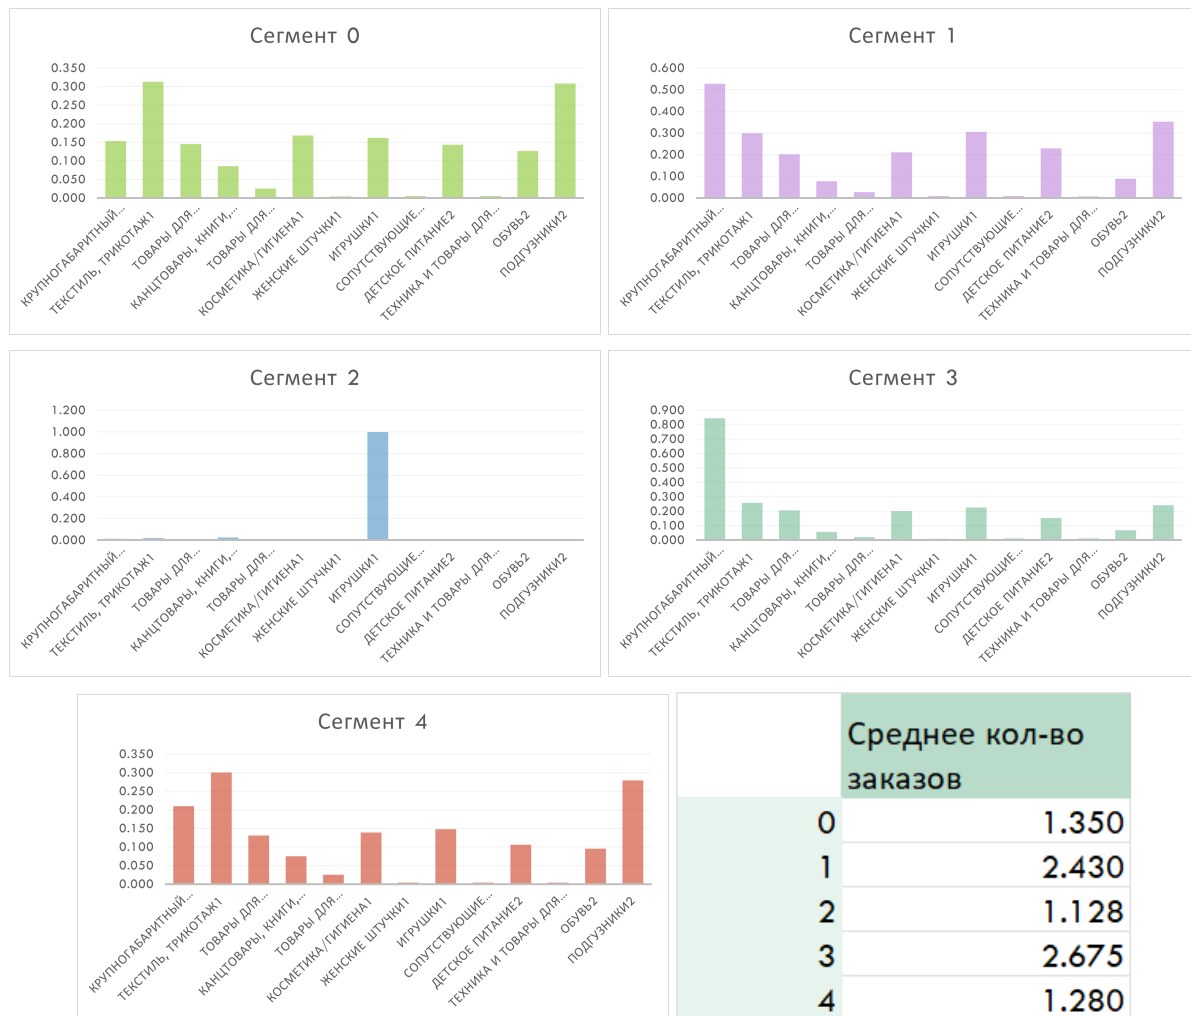 Сегмент 0
0.350
0.300
0.250
0.200
0.150
0.100
0.050
0.000
КРУПНОГАБАРИТНЫЙ...
ТЕКСТИЛЬ, ТРИКОТАЖ1
ТОВАРЫ ДЛЯ...
КАНЦТОВАРЫ, КНИГИ,...
ТОВАРЫ ДЛЯ...
КОСМЕТИКА/ГИГИЕНА1
ЖЕНСКИЕ ШТУЧКИ1
ИГРУШКИ1
СОПУТСТВУЮЩИЕ...
ДЕТСКОЕ ПИТАНИЕ2
ТЕХНИКА И ТОВАРЫ ДЛЯ...
ОБУВЬ2
ПОДГУЗНИКИ2
Сегмент 1
0.600
0.500
0.400
0.300
0.200
0.100
0.000
КРУПНОГАБАРИТНЫЙ...
ТЕКСТИЛЬ, ТРИКОТАЖ1
ТОВАРЫ ДЛЯ...
КАНЦТОВАРЫ, КНИГИ,...
ТОВАРЫ ДЛЯ...
КОСМЕТИКА/ГИГИЕНА1
ЖЕНСКИЕ ШТУЧКИ1
ИГРУШКИ1
СОПУТСТВУЮЩИЕ...
ДЕТСКОЕ ПИТАНИЕ2
ТЕХНИКА И ТОВАРЫ ДЛЯ...
ОБУВЬ2
ПОДГУЗНИКИ2
Сегмент 2
1.200
1.000
0.800
0.600
0.400
0.200
0.000
КРУПНОГАБАРИТНЫЙ...
ТЕКСТИЛЬ, ТРИКОТАЖ1
ТОВАРЫ ДЛЯ...
КАНЦТОВАРЫ, КНИГИ,...
ТОВАРЫ ДЛЯ...
КОСМЕТИКА/ГИГИЕНА1
ЖЕНСКИЕ ШТУЧКИ1
ИГРУШКИ1
СОПУТСТВУЮЩИЕ...
ДЕТСКОЕ ПИТАНИЕ2
ТЕХНИКА И ТОВАРЫ ДЛЯ...
ОБУВЬ2
ПОДГУЗНИКИ2
Сегмент 3
0.900
0.800
0.700
0.600
0.500
0.400
0.300
0.200
0.100
0.000
КРУПНОГАБАРИТНЫЙ...
ТЕКСТИЛЬ, ТРИКОТАЖ1
ТОВАРЫ ДЛЯ...
КАНЦТОВАРЫ, КНИГИ,...
ТОВАРЫ ДЛЯ...
КОСМЕТИКА/ГИГИЕНА1
ЖЕНСКИЕ ШТУЧКИ1
ИГРУШКИ1
СОПУТСТВУЮЩИЕ...
ДЕТСКОЕ ПИТАНИЕ2
ТЕХНИКА И ТОВАРЫ ДЛЯ...
ОБУВЬ2
ПОДГУЗНИКИ2
Сегмент 4
0.350
0.300
0.250
0.200
0.150
0.100
0.050
0.000
КРУПНОГАБАРИТНЫЙ...
ТЕКСТИЛЬ, ТРИКОТАЖ1
ТОВАРЫ ДЛЯ...
КАНЦТОВАРЫ, КНИГИ,...
ТОВАРЫ ДЛЯ...
КОСМЕТИКА/ГИГИЕНА1
ЖЕНСКИЕ ШТУЧКИ1
ИГРУШКИ1
СОПУТСТВУЮЩИЕ...
ДЕТСКОЕ ПИТАНИЕ2
ТЕХНИКА И ТОВАРЫ ДЛЯ...
ОБУВЬ2
ПОДГУЗНИКИ2
Среднее кол-во
заказов
0 1.350
1 2.430
2 1.128
3 2.675
4 1.280